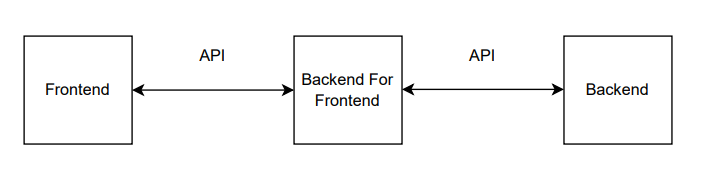 API
API
Frontend
Backend For
Frontend
Backend